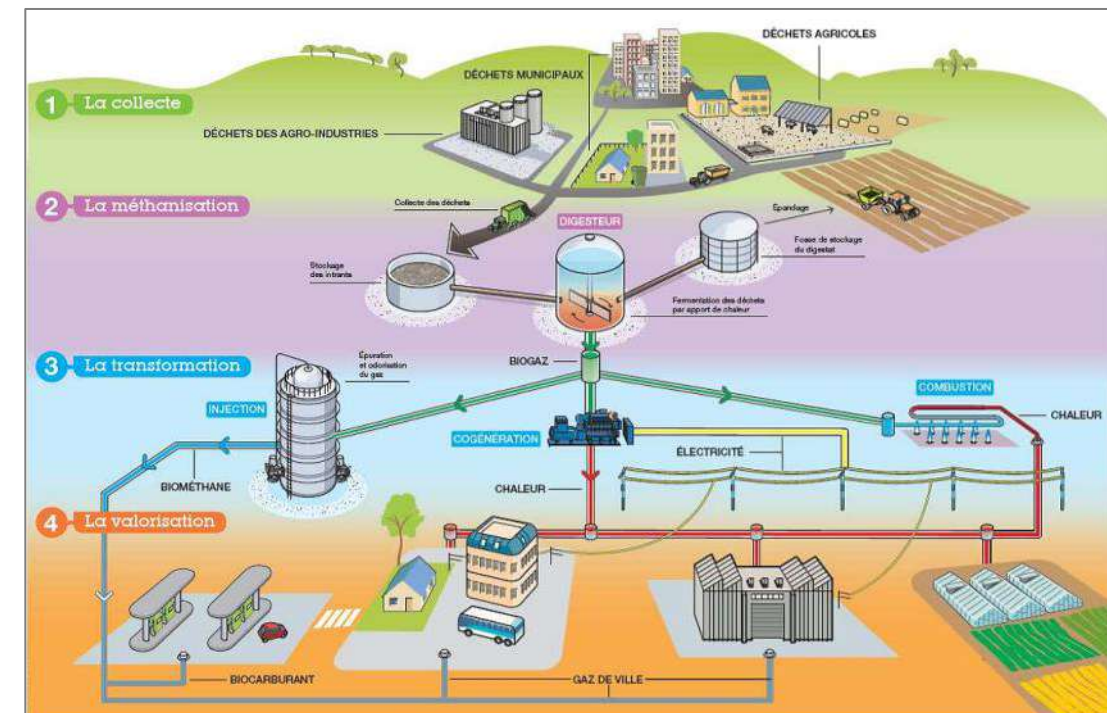 DÉCHETS AGRICOLES
DÉCHETS MUNICIPAUX
1 La collecte
DÉCHETS DES AGRO-INDUSTRIES
2 La méthanisation
Collecte des déchets
DIGESTEUR
Épandage
Fosse de stockage
du digestat
Stockage
des intrants
Fermentation des déchets
par apport de chaleur
3 La transformation
Épuration
et odorisation
du gaz
BIOGAZ
INJECTION
COGÉNÉRATION
COMBUSTION
CHALEUR
ÉLECTRICITÉ
BIOMÉTHANE
CHALEUR
4 La valorisation
BIOCARBURANT
GAZ DE VILLE